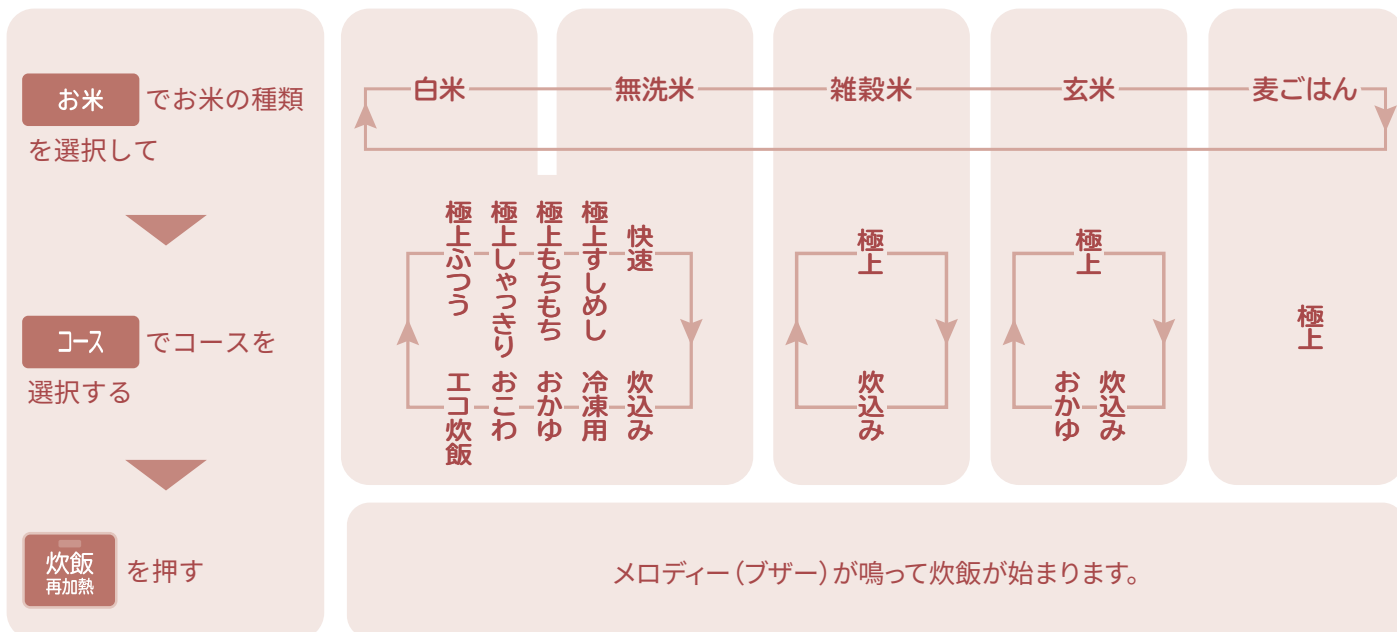 お米 でお米の種類
を選択して
コース でコースを
選択する
炊飯
再加熱
を押す
白米
無洗米
雑穀米
玄米
麦ごはん
極上ふつう
極上しゃっきり
極上もちもち
極上すしめし
快速
エコ炊飯
おこわ
おかゆ
冷凍用
炊込み
極上
炊込み
極上
おかゆ
炊込み
極上
メロディー(ブザー)が鳴って炊飯が始まります。